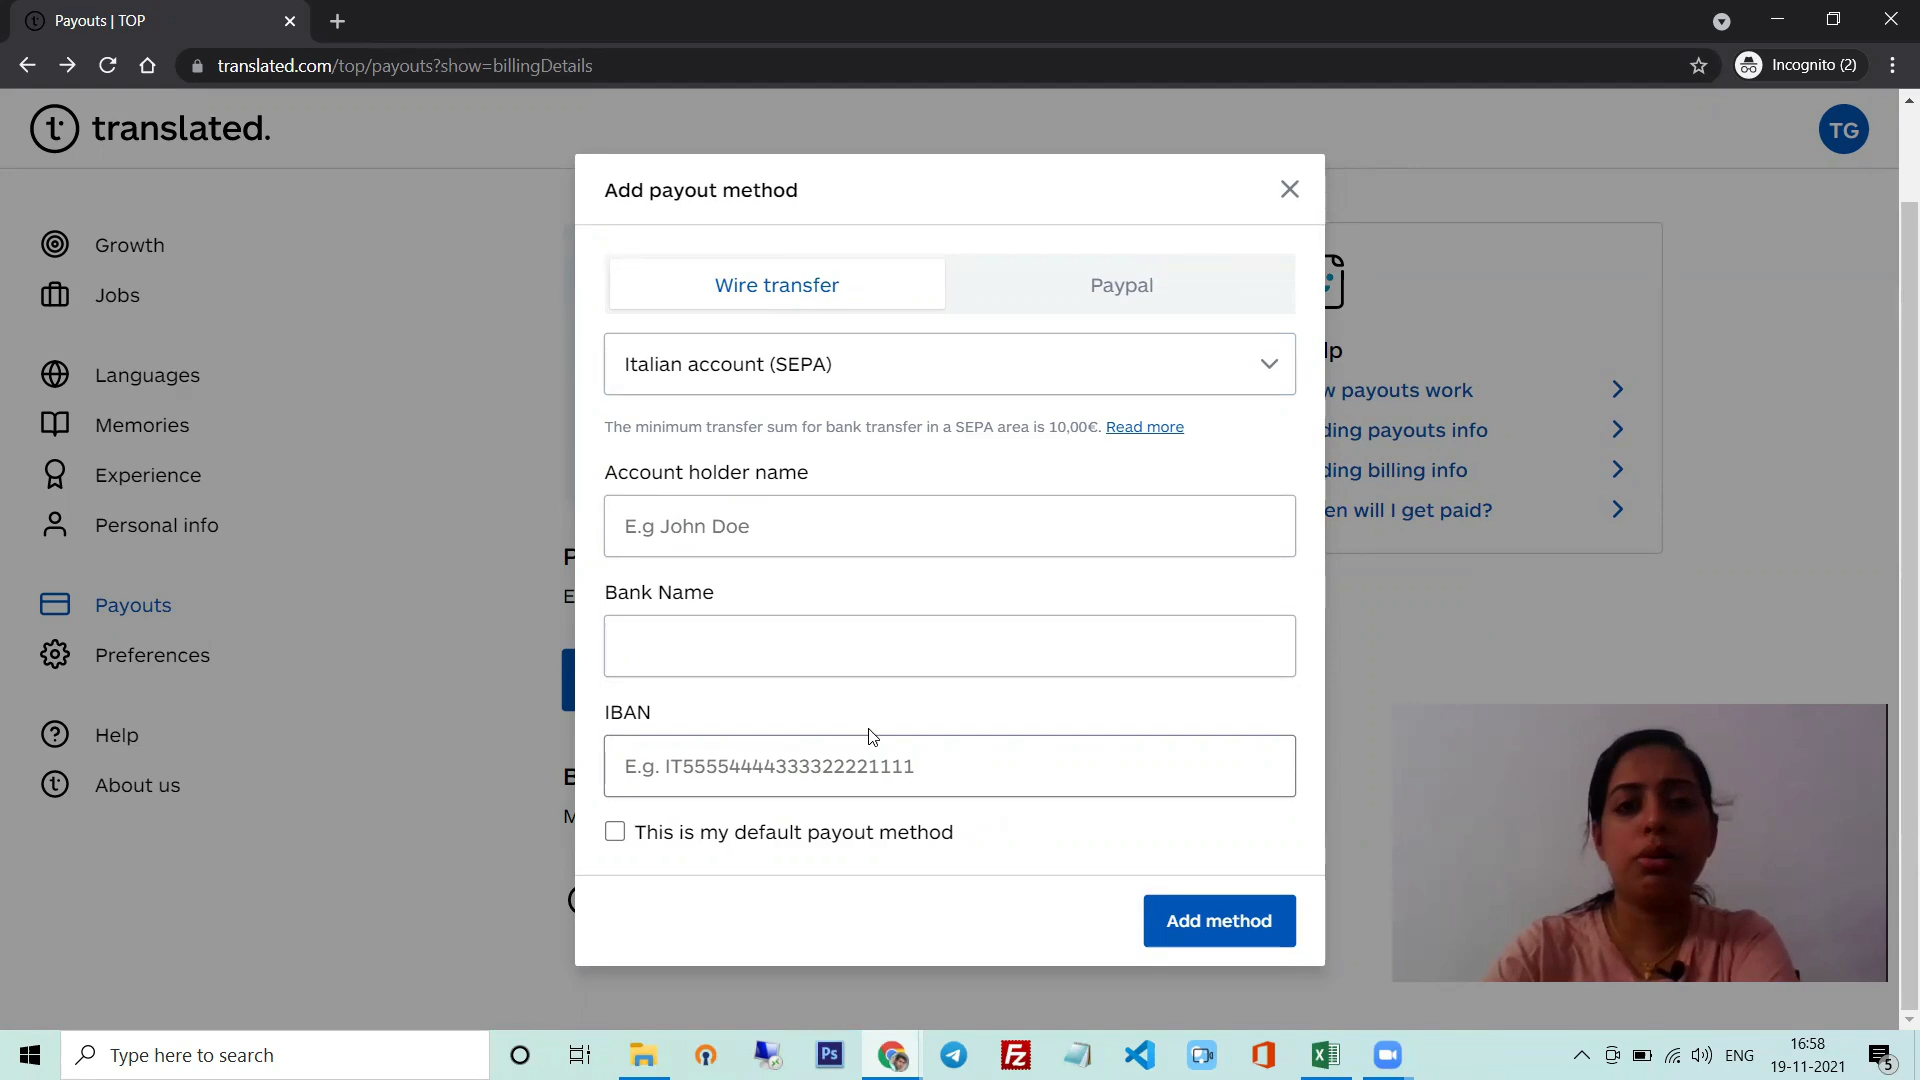 Payouts | TOP
translated.com/top/payouts?show=billingDetails
Incognito (2)
translated.
TG
Growth
Jobs
Languages
Memories
Experience
Personal info
Payouts
Preferences
Help
About us
Add payout method
Wire transfer
Paypal
Italian account (SEPA)
The minimum transfer sum for bank transfer in a SEPA area is 10,00€. Read more
Account holder name
E.g John Doe
Bank Name
IBAN
E.g. IT55554444333322221111
This is my default payout method
Add method
lp
w payouts work
ding payouts info
ding billing info
en will I get paid?
P
E
B
M
Type here to search
Ps
Fz
ENG
16:58
19-11-2021
5